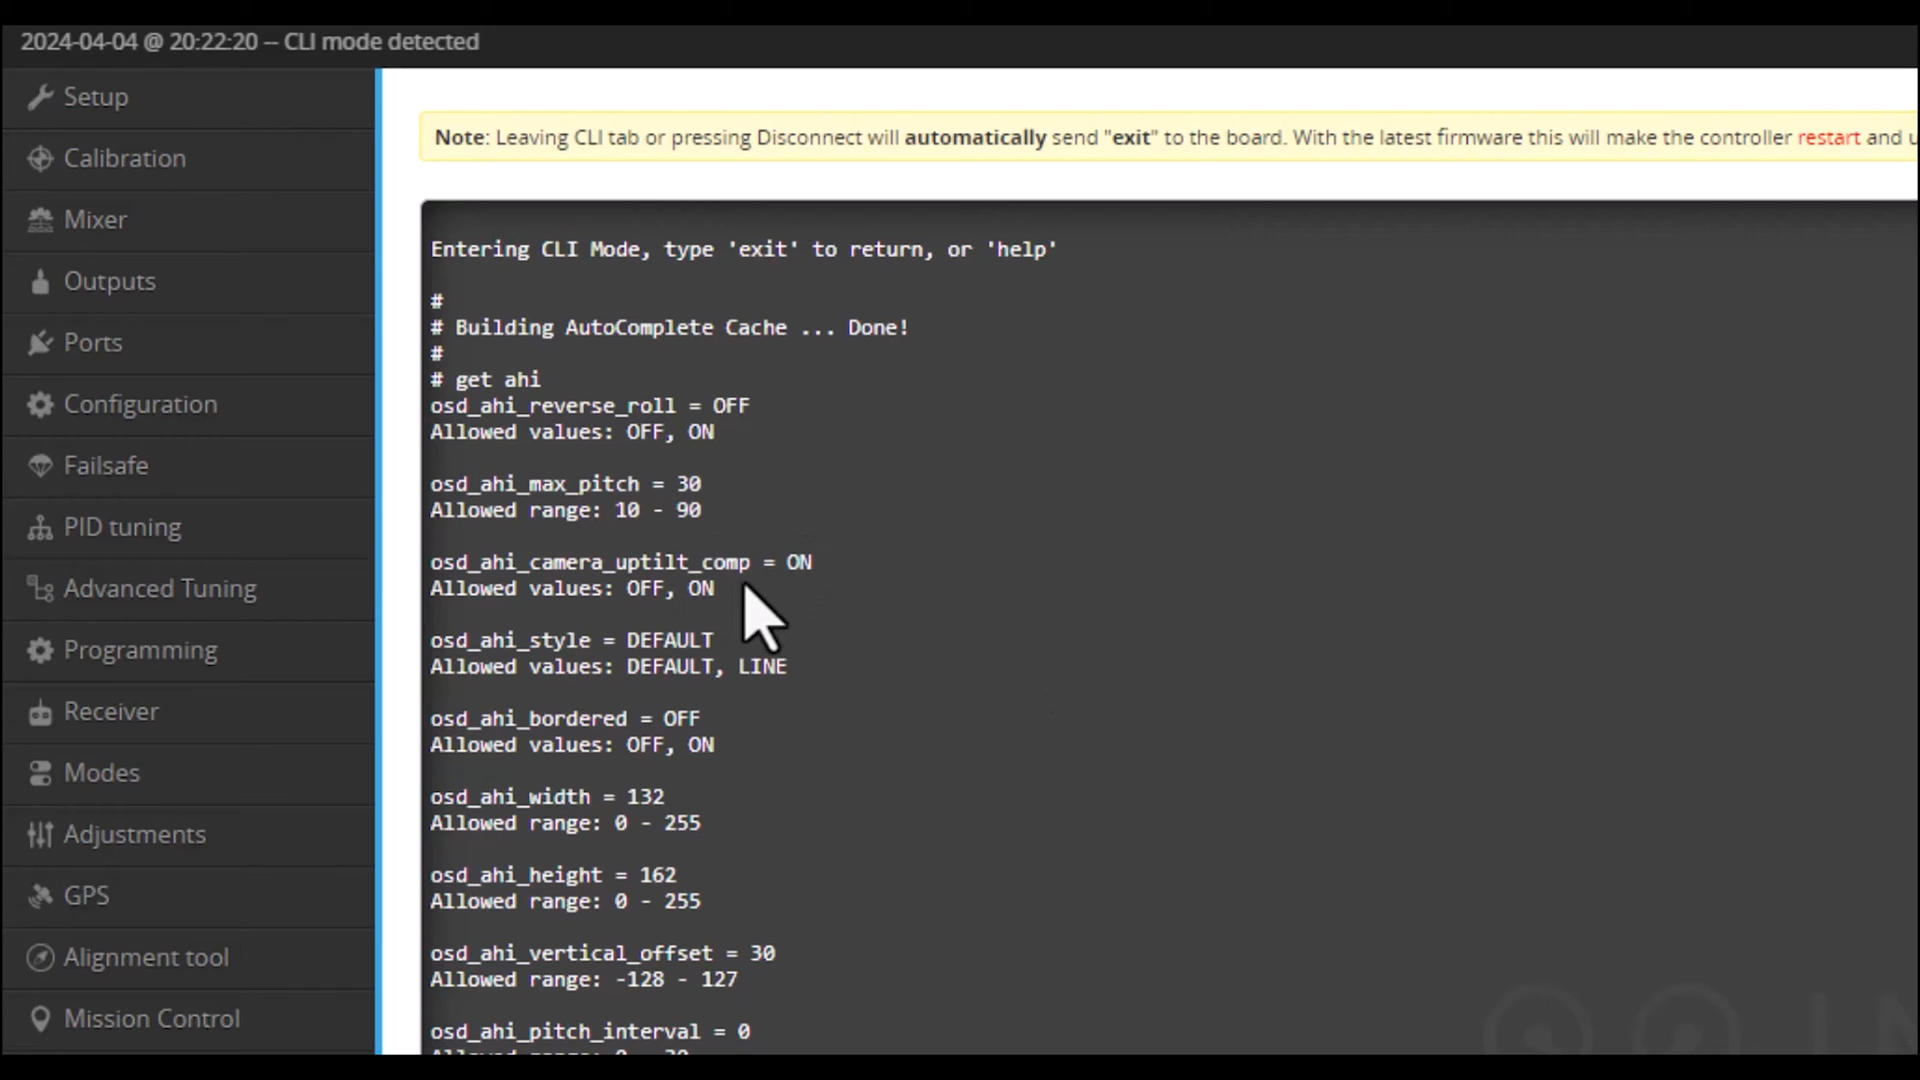 2024-04-04 @ 20:22:20 -- CLI mode detected
Setup
Calibration
Mixer
Outputs
Ports
Configuration
Failsafe
PID tuning
Advanced Tuning
Programming
Receiver
Modes
Adjustments
GPS
Alignment tool
Mission Control
Note: Leaving CLI tab or pressing Disconnect will automatically send "exit" to the board. With the latest firmware this will make the controller restart and u
Entering CLI Mode, type 'exit' to return, or 'help'
#
# Building AutoComplete Cache ... Done!
#
# get ahi
osd_ahi_reverse_roll = OFF
Allowed values: OFF, ON
osd_ahi_max_pitch = 30
Allowed range: 10 - 90
osd_ahi_camera_uptilt_comp = ON
Allowed values: OFF, ON
osd_ahi_style = DEFAULT
Allowed values: DEFAULT, LINE
osd_ahi_bordered = OFF
Allowed values: OFF, ON
osd_ahi_width = 132
Allowed range: 0 - 255
osd_ahi_height = 162
Allowed range: 0 - 255
osd_ahi_vertical_offset = 30
Allowed range: -128 - 127
osd_ahi_pitch_interval = 0